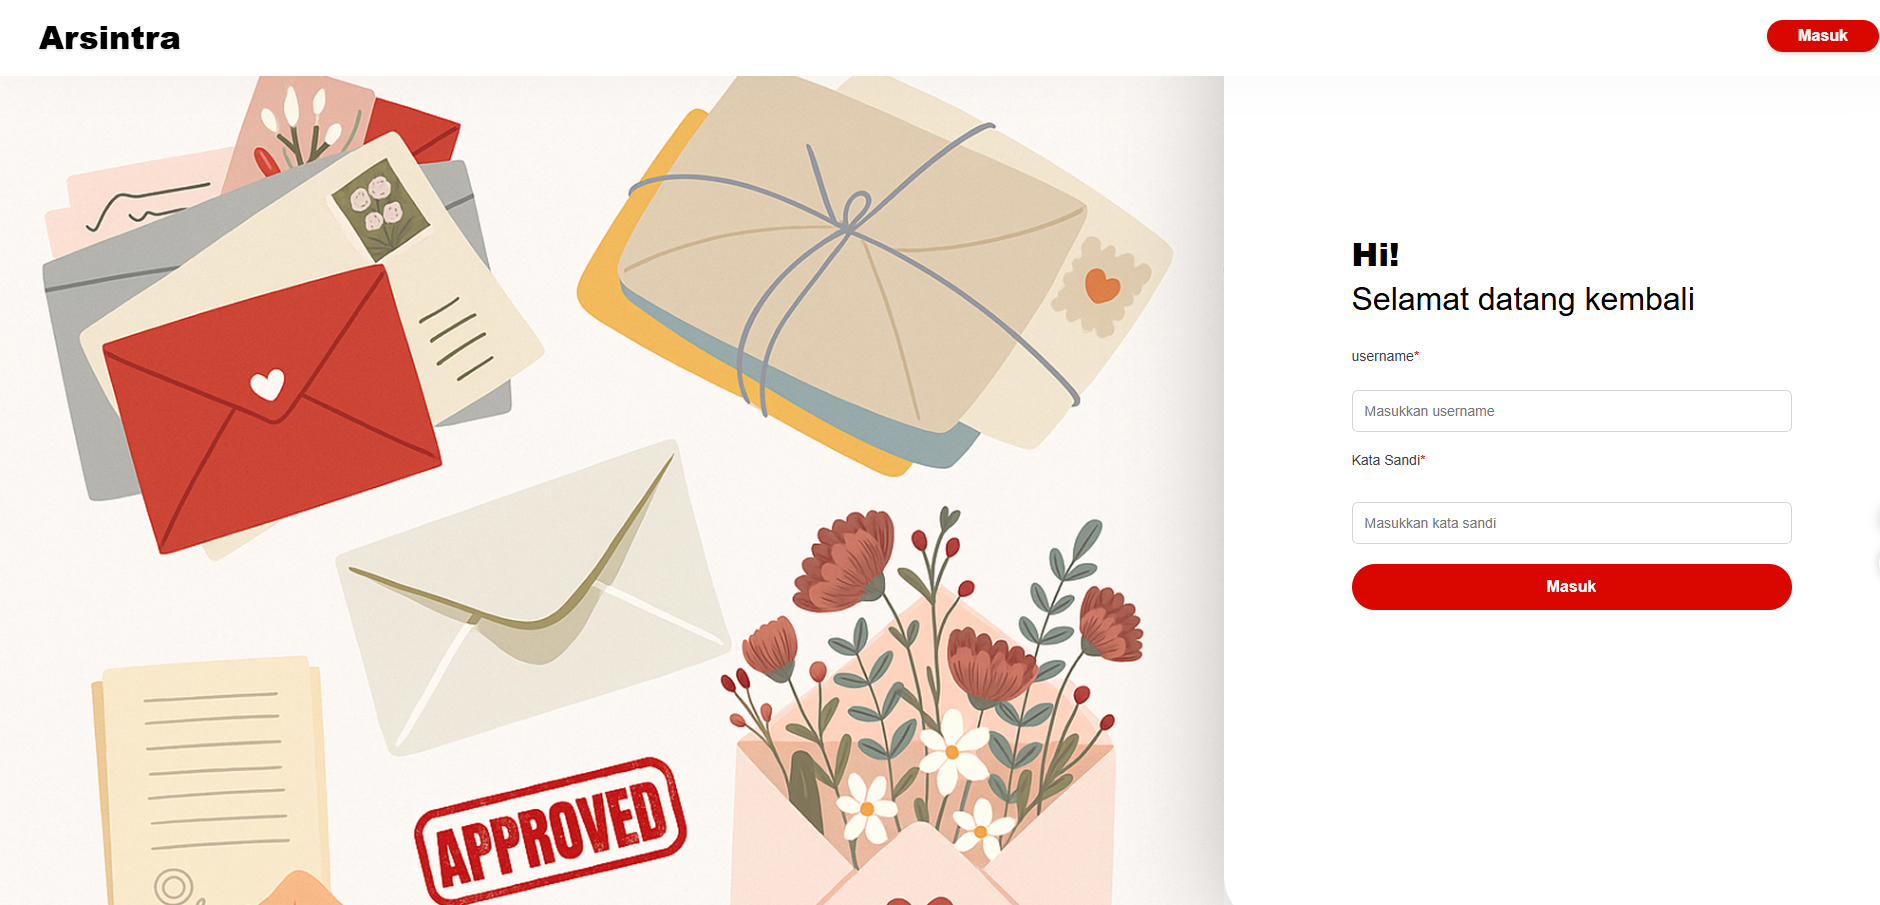 Arsintra
Masuk
Hi!
Selamat datang kembali
username*
Masukkan username
Kata Sandi*
Masukkan kata sandi
Masuk
APPROVED